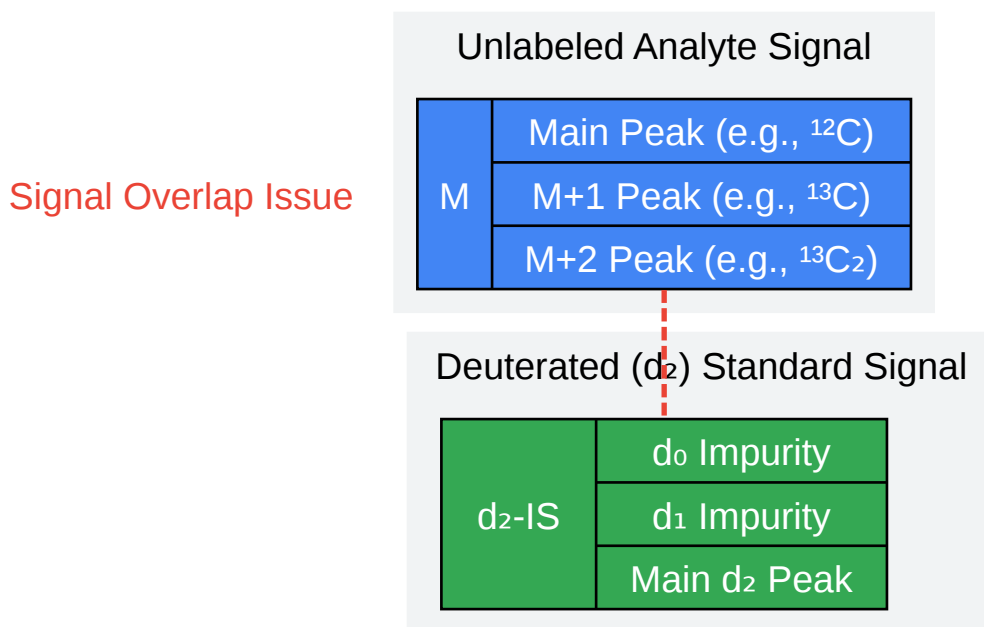 Unlabeled Analyte Signal
Signal Overlap Issue
M
Main Peak (e.g., ¹²C)
M+1 Peak (e.g., ¹³C)
M+2 Peak (e.g., ¹³C₂)
Deuterated (d₂) Standard Signal
d₂-IS
d₀ Impurity
d₁ Impurity
Main d₂ Peak